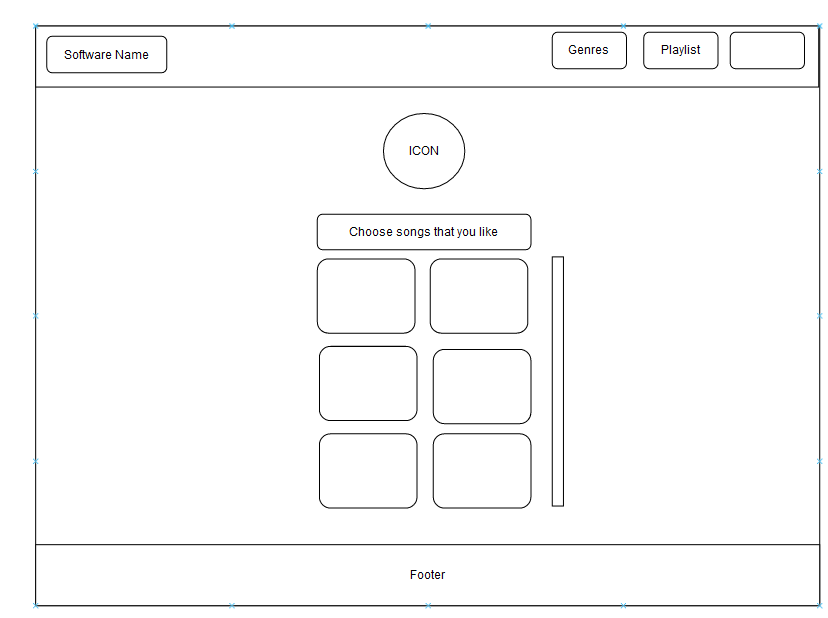 Software Name
Genres
Playlist
ICON
Choose songs that you like
Footer